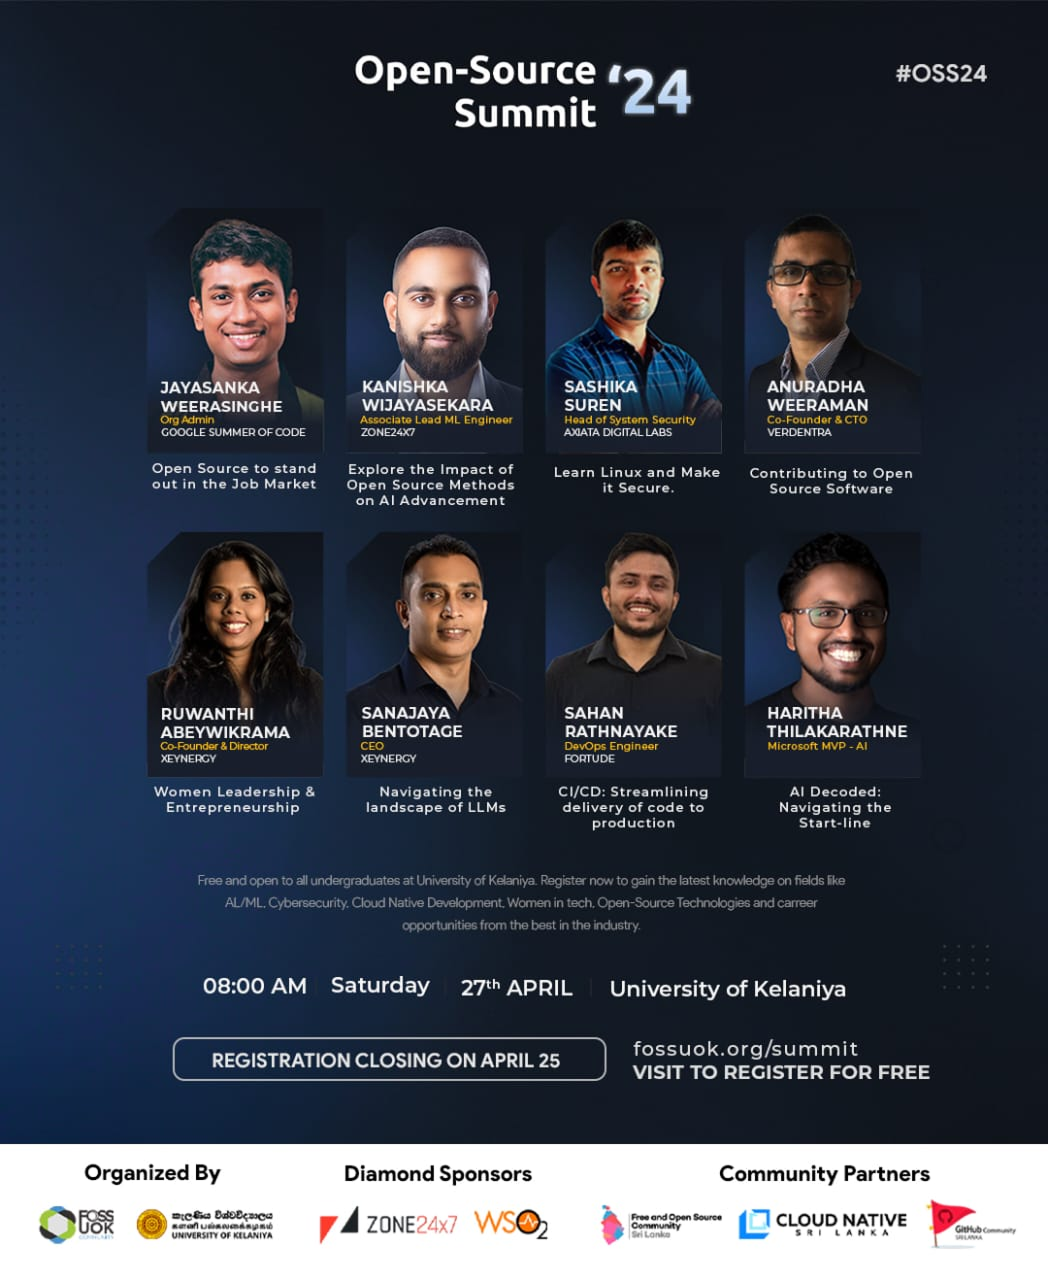 Open-Source
Summit
‘24
#OSS24
JAYASANKA
WEERASINGHE
Org Admin
GOOGLE SUMMER OF CODE
Open Source to stand
out in the Job Market
KANISHKA
WIJAYASEKARA
Associate Lead ML Engineer
ZONE24X7
Explore the Impact of
Open Source Methods
on AI Advancement
SASHIKA
SUREN
Head of System Security
AXIATA DIGITAL LABS
Learn Linux and Make
it Secure.
ANURADHA
WEERAMAN
Co-Founder & CTO
VERDENTRA
Contributing to Open
Source Software
RUWANTHI
ABEYWIKRAMA
Co-Founder & Director
XEYNERGY
Women Leadership &
Entrepreneurship
SANAJAYA
BENTOTAGE
CEO
XEYNERGY
Navigating the
landscape of LLMs
SAHAN
RATHNAYAKE
DevOps Engineer
FORTUDE
CI/CD: Streamlining
delivery of code to
production
HARITHA
THILAKARATHNE
Microsoft MVP - AI
AI Decoded:
Navigating the
Start-line
Free and open to all undergraduates at University of Kelaniya. Register now to gain the latest knowledge on fields like
AL/ML, Cybersecurity, Cloud Native Development, Women in tech, Open-Source Technologies and carreer
opportunities from the best in the industry.
08:00 AM Saturday 27th APRIL University of Kelaniya
REGISTRATION CLOSING ON APRIL 25
fossuok.org/summit
VISIT TO REGISTER FOR FREE
Organized By
FOSS
UOK
COMMUNITY
කැලණිය විශ්වවිද්‍යාලය
களனி பல்கலைக்கழகம்
UNIVERSITY OF KELANIYA
Diamond Sponsors
ZONE24x7
WSO2
Community Partners
Free and Open Source
Community
Sri Lanka
CLOUD NATIVE
SRI LANKA
GitHub Community
SRI LANKA